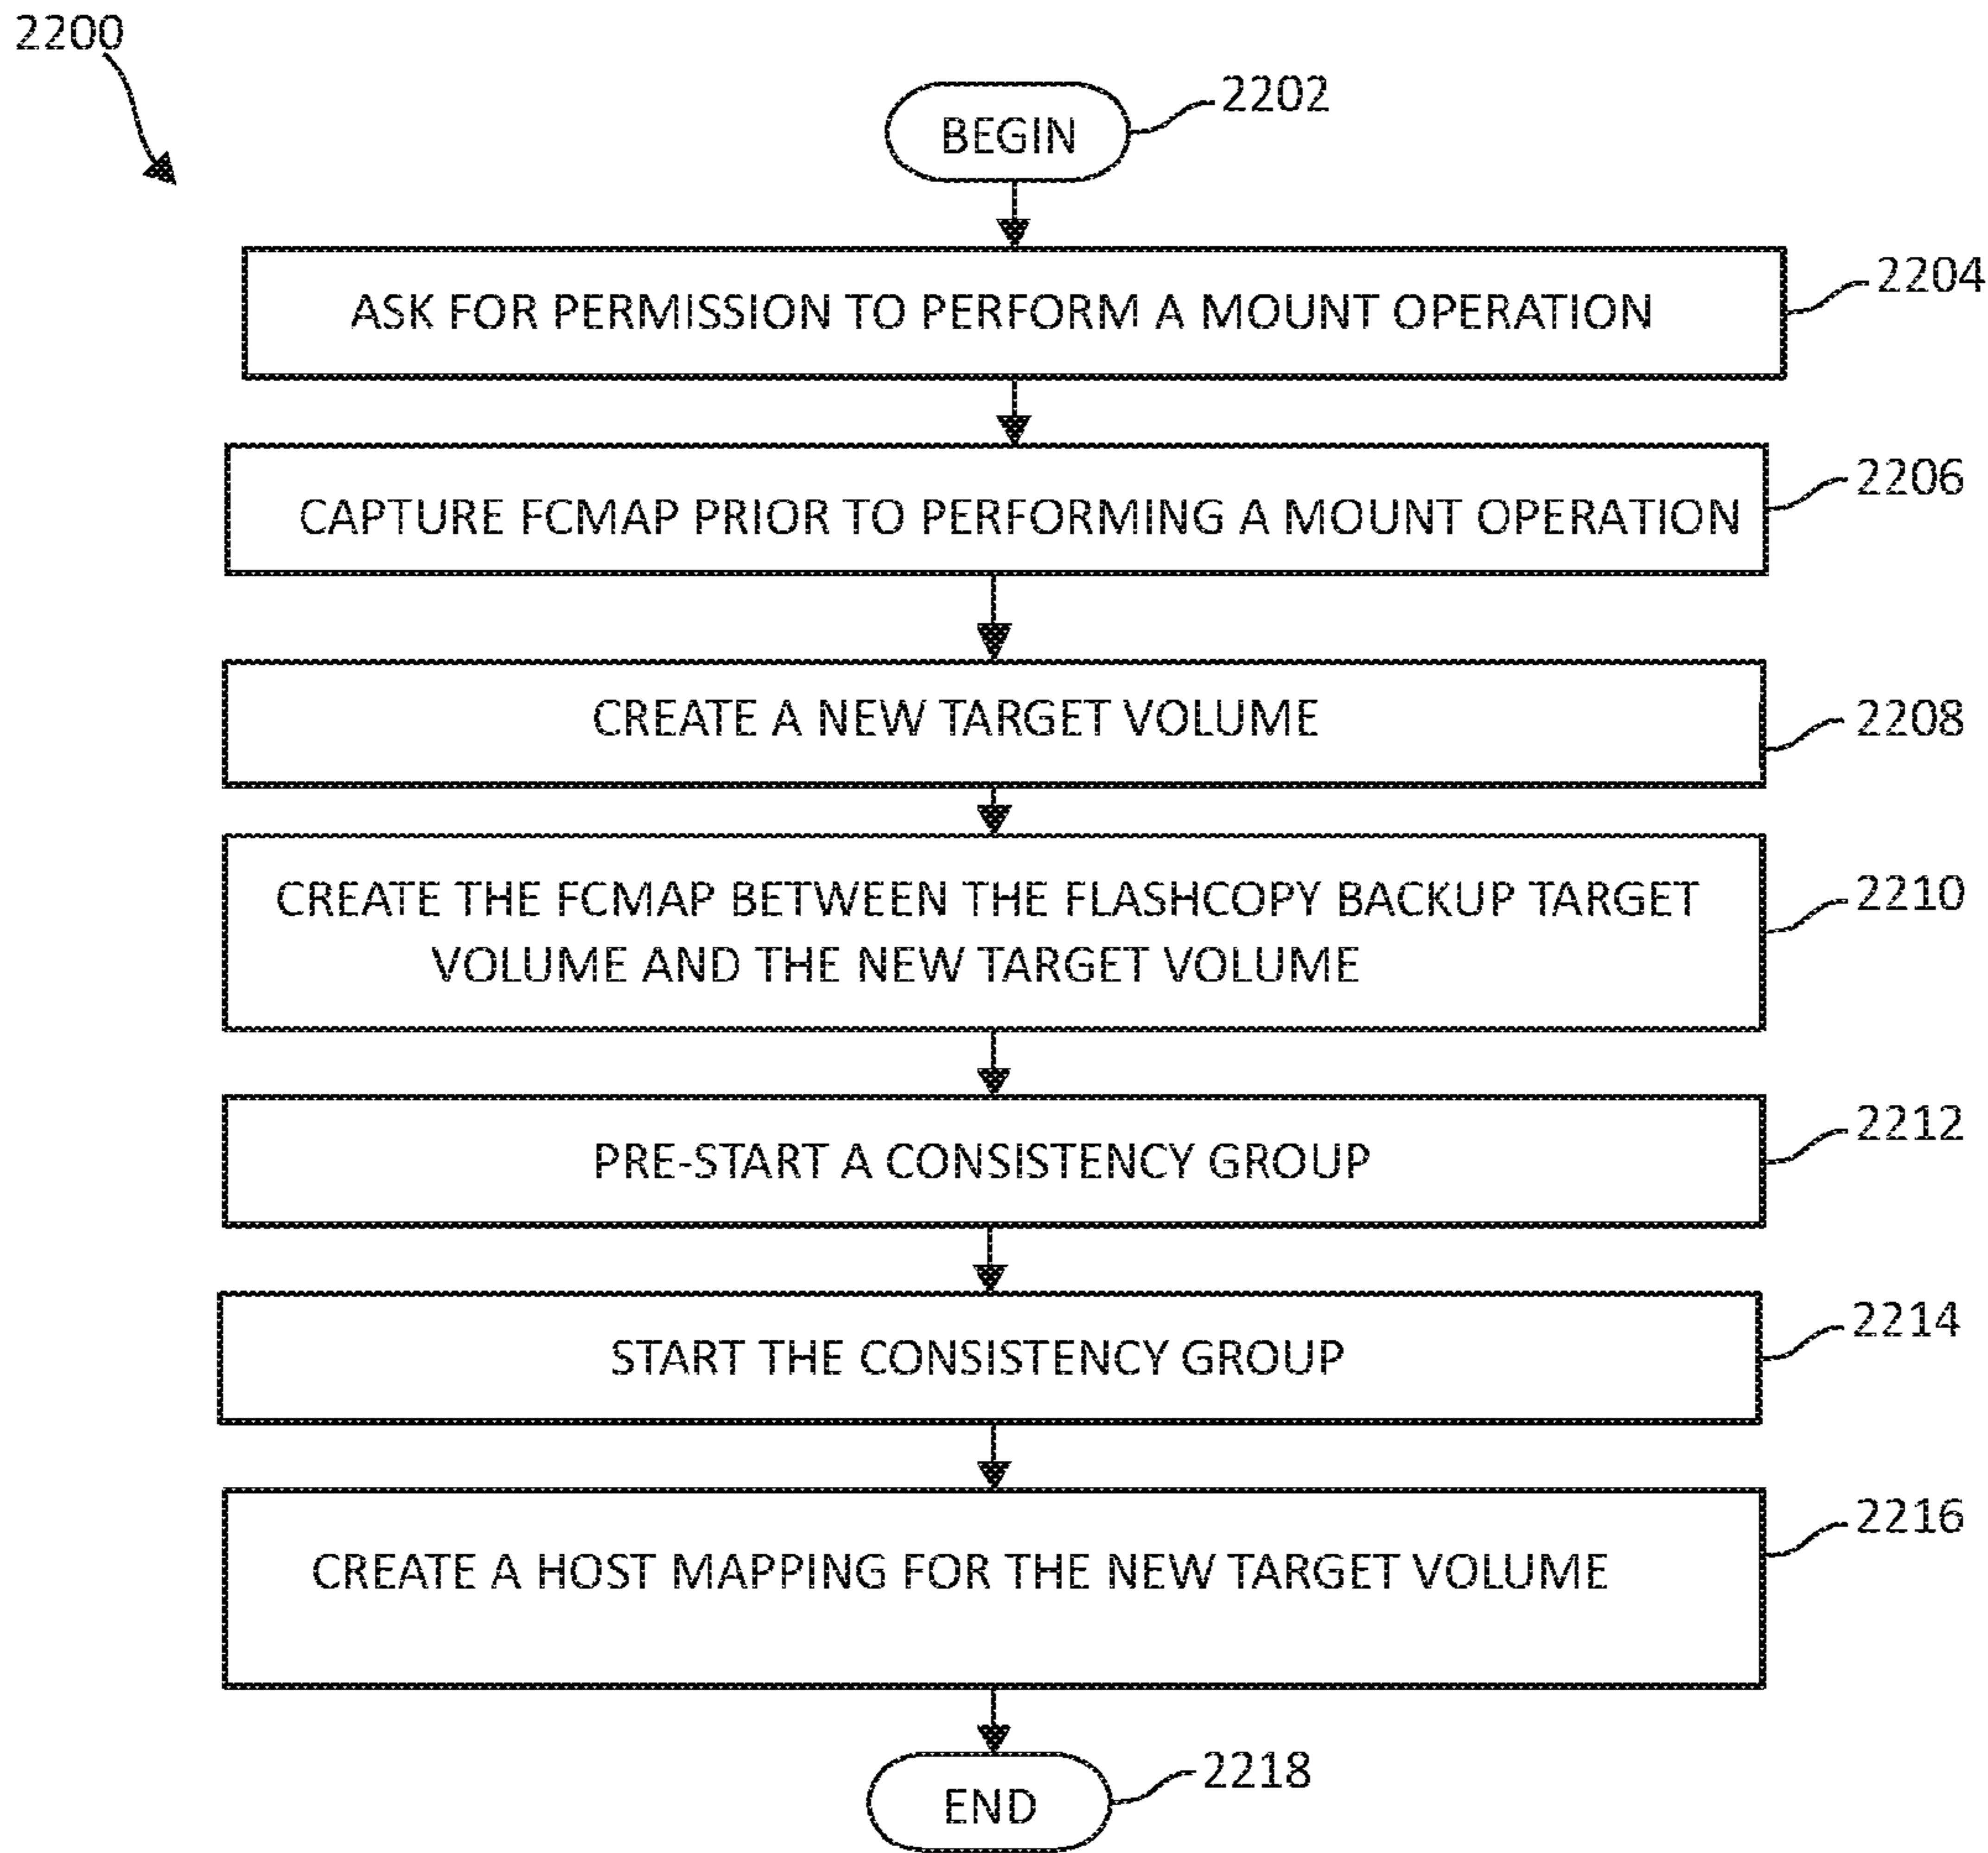 2200
BEGIN
2202
ASK FOR PERMISSION TO PERFORM A MOUNT OPERATION
2204
CAPTURE FCMAP PRIOR TO PERFORMING A MOUNT OPERATION
2206
CREATE A NEW TARGET VOLUME
2208
CREATE THE FCMAP BETWEEN THE FLASHCOPY BACKUP TARGET
VOLUME AND THE NEW TARGET VOLUME
2210
PRE-START A CONSISTENCY GROUP
2212
START THE CONSISTENCY GROUP
2214
CREATE A HOST MAPPING FOR THE NEW TARGET VOLUME
2216
END
2218